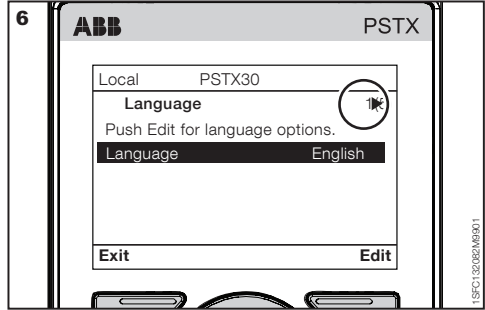 6
ABB PSTX
Local PSTX30
Language
Push Edit for language options.
Language English
Exit Edit
1SFC132082M9901